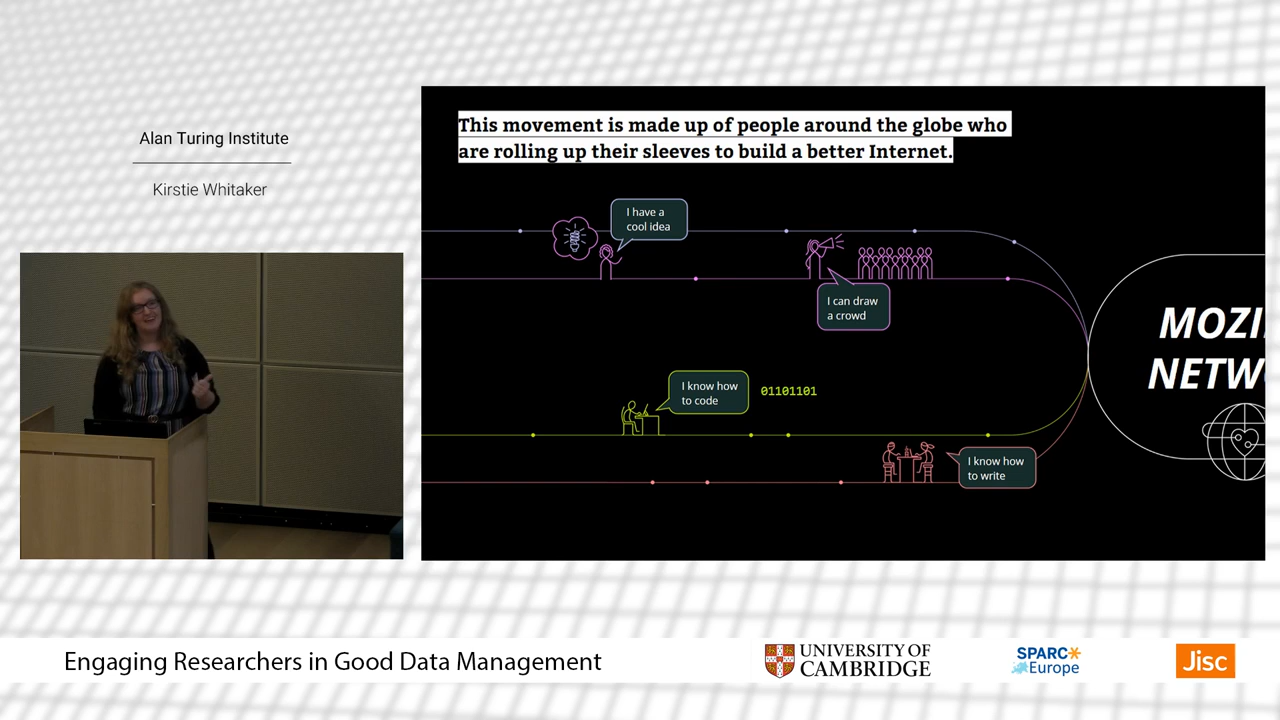 Alan Turing Institute
Kirstie Whitaker
This movement is made up of people around the globe who
are rolling up their sleeves to build a better Internet.
I have a
cool idea
I can draw
a crowd
I know how
to code
01101101
I know how
to write
MOZI
NETW
Engaging Researchers in Good Data Management
UNIVERSITY OF
CAMBRIDGE
SPARC
Europe
Jisc